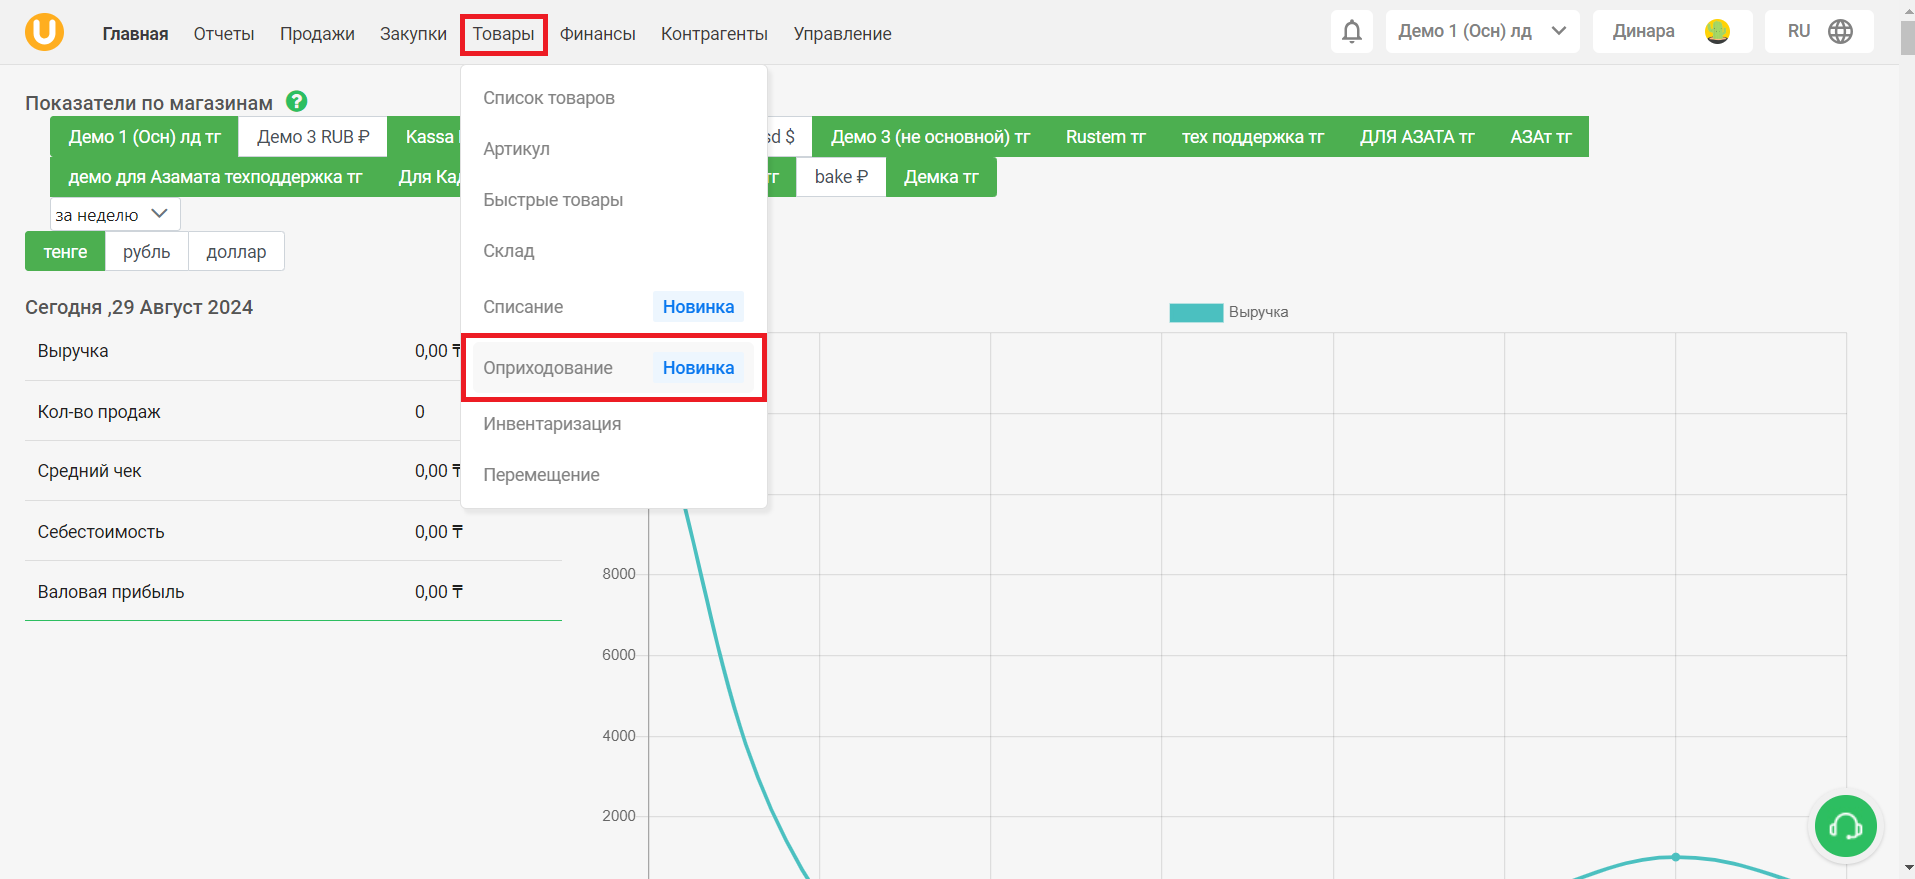 Главная Отчеты Продажи Закупки Товары Финансы Контрагенты Управление Демо 1 (Осн) лд Динара RU
Показатели по магазинам ?
Список товаров
Демо 1 (Осн) лд тг Демо 3 RUB ₽ Kassa sd $ Демо 3 (не основной) тг Rustem тг тех поддержка тг ДЛЯ АЗАТА тг АЗАт тг
Артикул
демо для Азамата техподдержка тг Для Ка тг bake ₽ Демка тг
Быстрые товары
за неделю
тенге рубль доллар
Склад
Сегодня ,29 Август 2024
Списание Новинка
Выручка
Выручка 0,00 ₸
Оприходование Новинка
Кол-во продаж 0
Инвентаризация
Средний чек 0,00 ₸
Перемещение
Себестоимость 0,00 ₸
Валовая прибыль 0,00 ₸
8000
6000
4000
2000